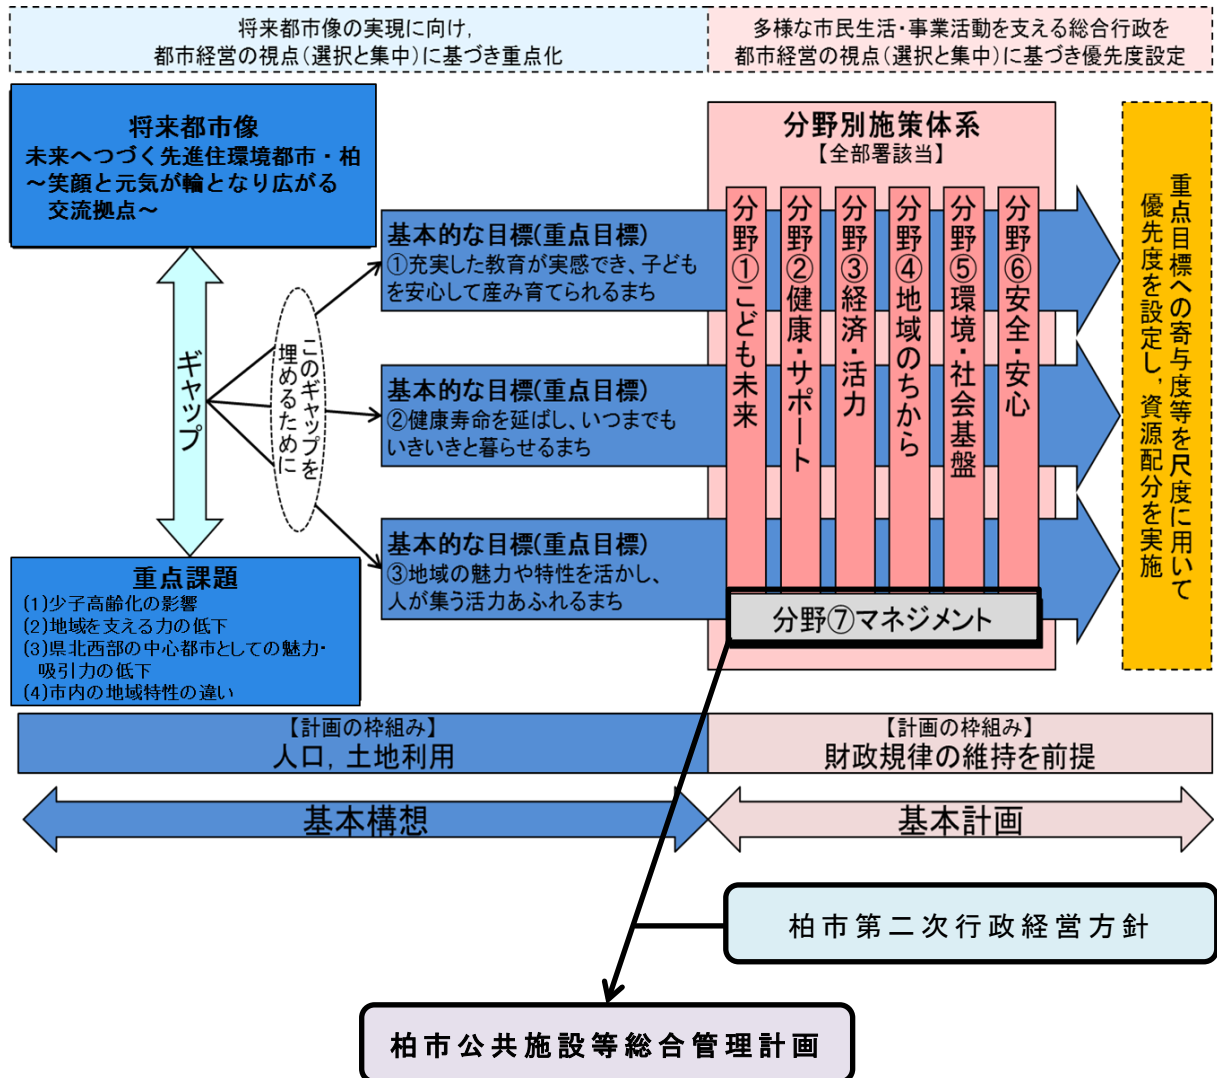 将来都市像の実現に向け，
都市経営の視点（選択と集中）に基づき重点化
多様な市民生活・事業活動を支える総合行政を
都市経営の視点（選択と集中）に基づき優先度設定
将来都市像
未来へつづく先進住環境都市・柏
～笑顔と元気が輪となり広がる
交流拠点～
ギャップ
このギャップを
埋めるために
重点課題
(1)少子高齢化の影響
(2)地域を支える力の低下
(3)県北西部の中心都市としての魅力・
吸引力の低下
(4)市内の地域特性の違い
基本的な目標(重点目標)
①充実した教育が実感でき、子ども
を安心して産み育てられるまち
基本的な目標(重点目標)
②健康寿命を延ばし、いつまでも
いきいきと暮らせるまち
基本的な目標(重点目標)
③地域の魅力や特性を活かし、
人が集う活力あふれるまち
分野別施策体系
【全部署該当】
分野①こども未来
分野②健康・サポート
分野③経済・活力
分野④地域のちから
分野⑤環境・社会基盤
分野⑥安全・安心
分野⑦マネジメント
重点目標への寄与度等を尺度に用いて
優先度を設定し，資源配分を実施
【計画の枠組み】
人口，土地利用
【計画の枠組み】
財政規律の維持を前提
基本構想
基本計画
柏市第二次行政経営方針
柏市公共施設等総合管理計画